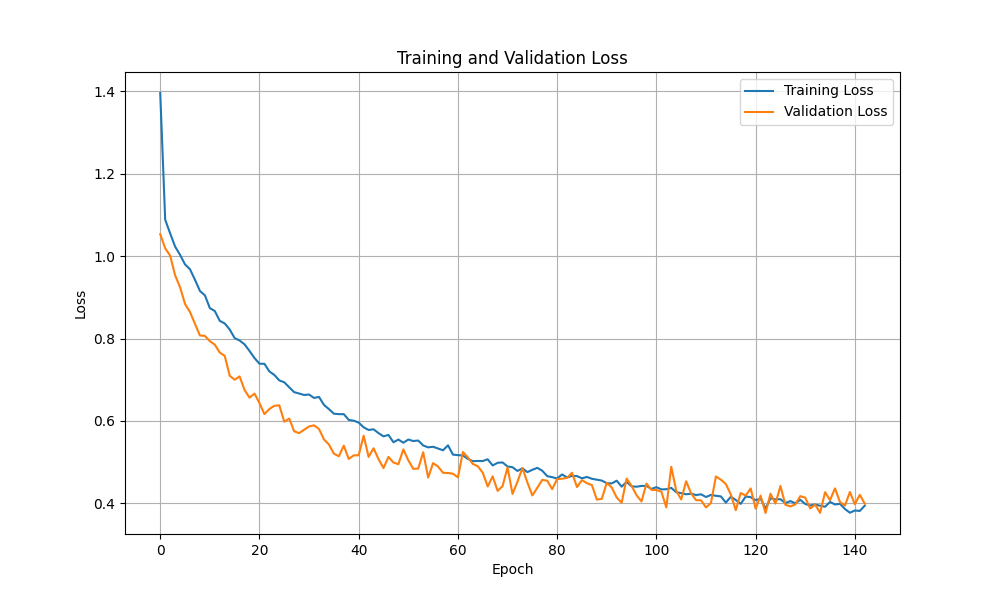 Training and Validation Loss
Training Loss
Validation Loss
1.4
1.2
1.0
0.8
0.6
0.4
Loss
0 20 40 60 80 100 120 140
Epoch